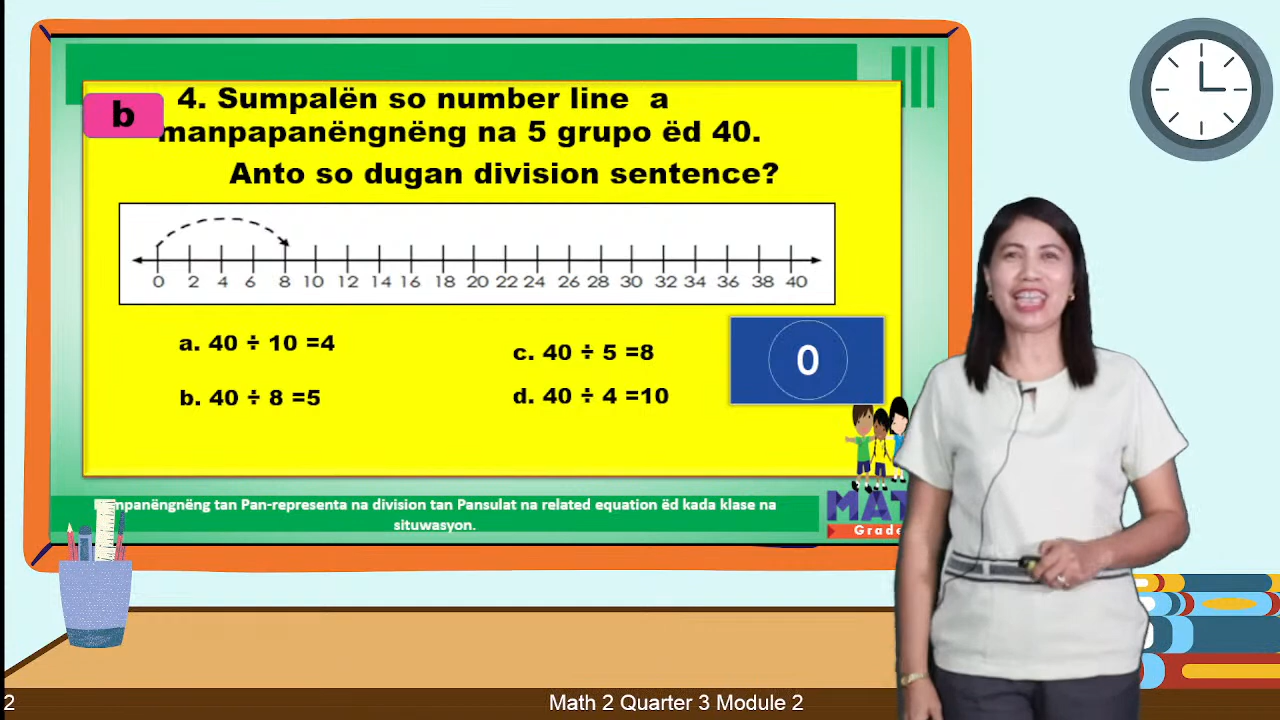 b
4. Sumpalën so number line a
manpapanëngnëng na 5 grupo ëd 40.
Anto so dugan division sentence?
0 2 4 6 8 10 12 14 16 18 20 22 24 26 28 30 32 34 36 38 40
a. 40 ÷ 10 =4
c. 40 ÷ 5 =8
b. 40 ÷ 8 =5
d. 40 ÷ 4 =10
0
tan Pan-representa na division tan Pansulat na related equation ëd kada klase na
situwasyon.
Math 2 Quarter 3 Module 2
2